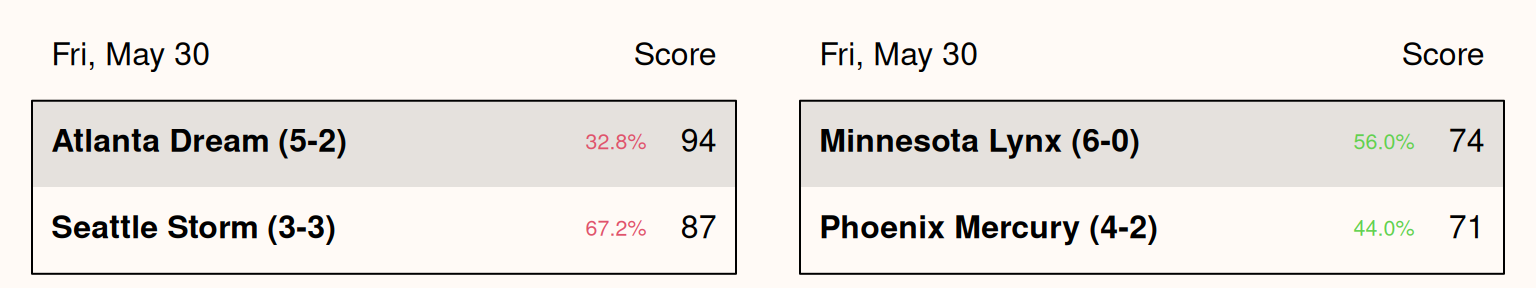 Fri, May 30 Score
Atlanta Dream (5-2) 32.8% 94
Seattle Storm (3-3) 67.2% 87
Fri, May 30 Score
Minnesota Lynx (6-0) 56.0% 74
Phoenix Mercury (4-2) 44.0% 71